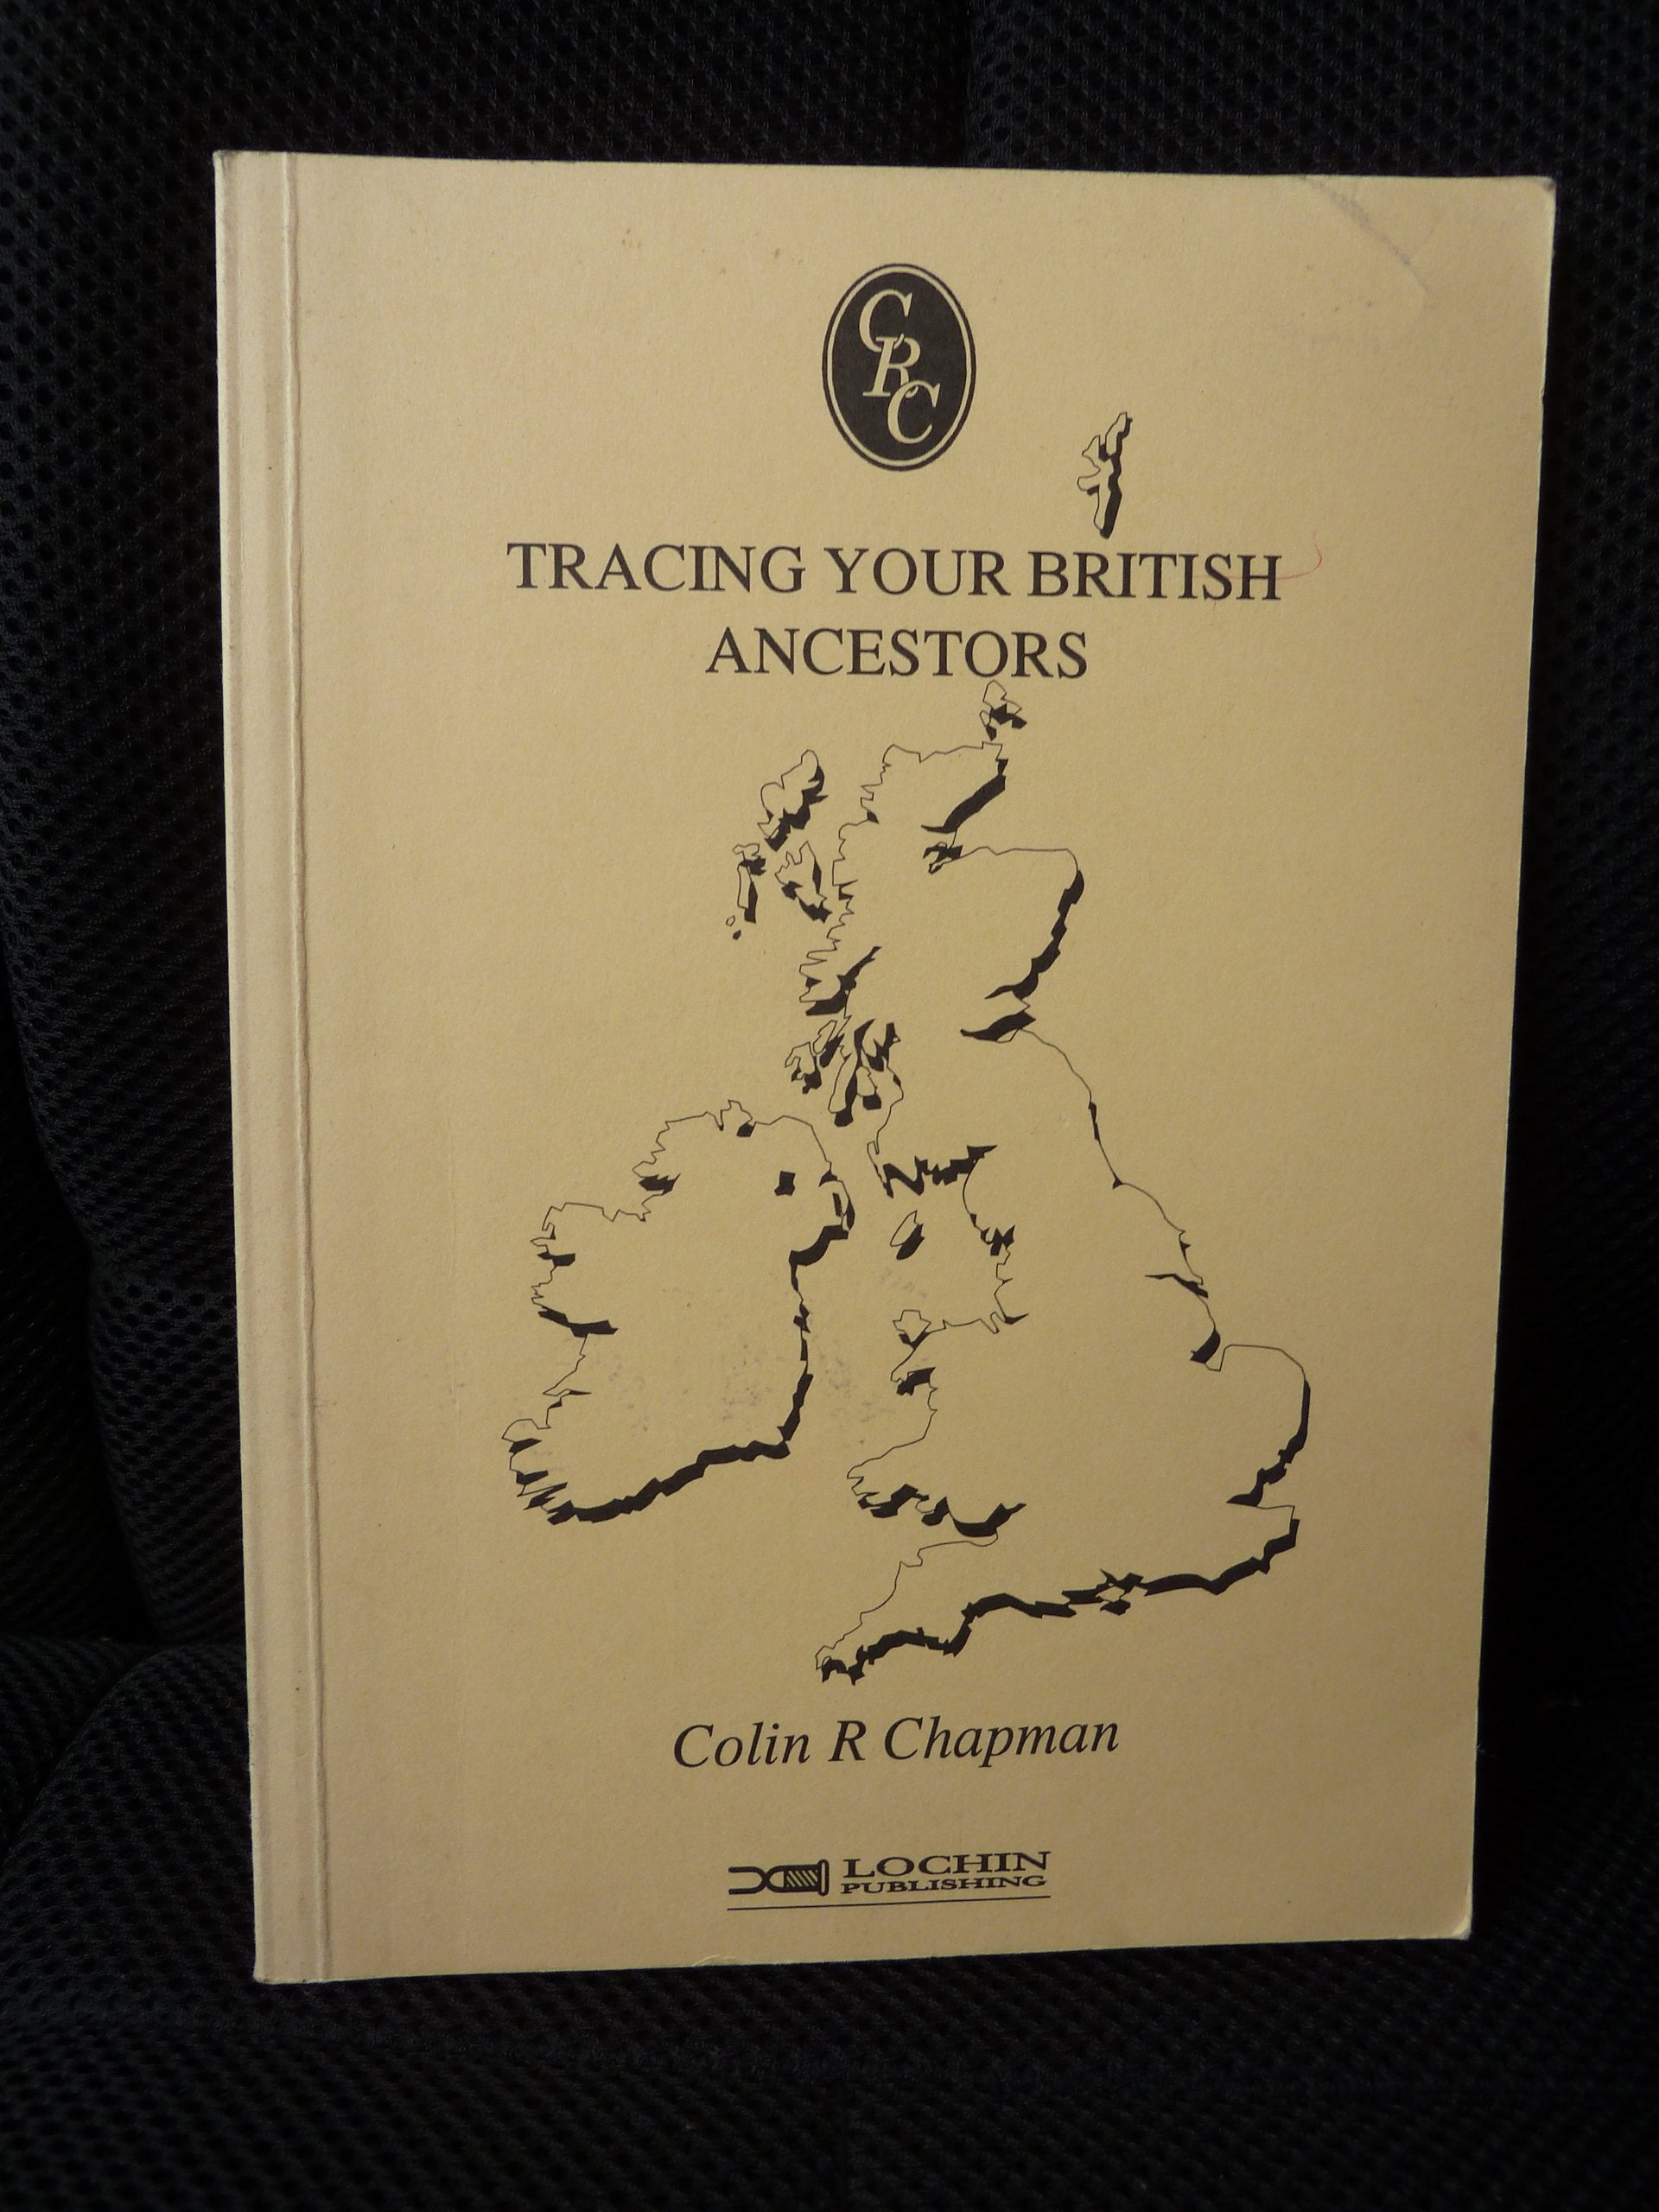 CRC
TRACING YOUR BRITISH
ANCESTORS
Colin R Chapman
LOCHIN
PUBLISHING